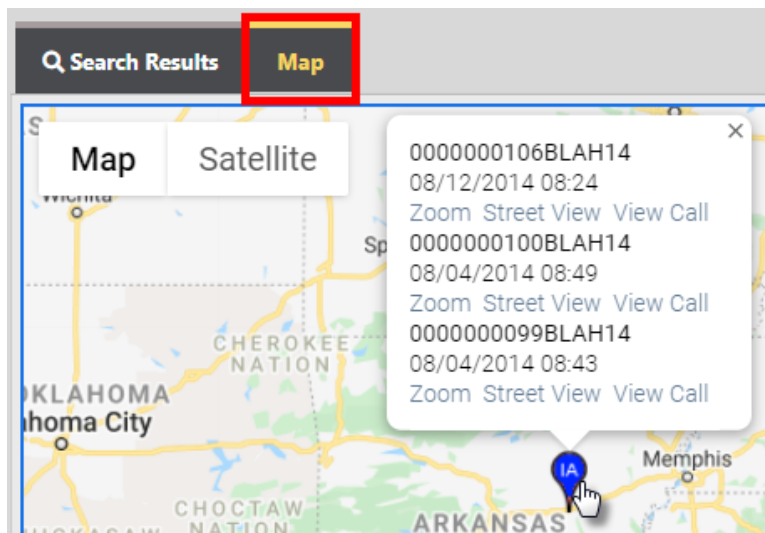 Search Results Map
Map Satellite
Wichita
Sp
0000000106BLAH14
08/12/2014 08:24
Zoom Street View View Call
0000000100BLAH14
08/04/2014 08:49
Zoom Street View View Call
0000000099BLAH14
08/04/2014 08:43
Zoom Street View View Call
CHEROKEE
NATION
OKLAHOMA
ahoma City
IA
Memphis
CHOCTAW
NATION
ARKANSAS